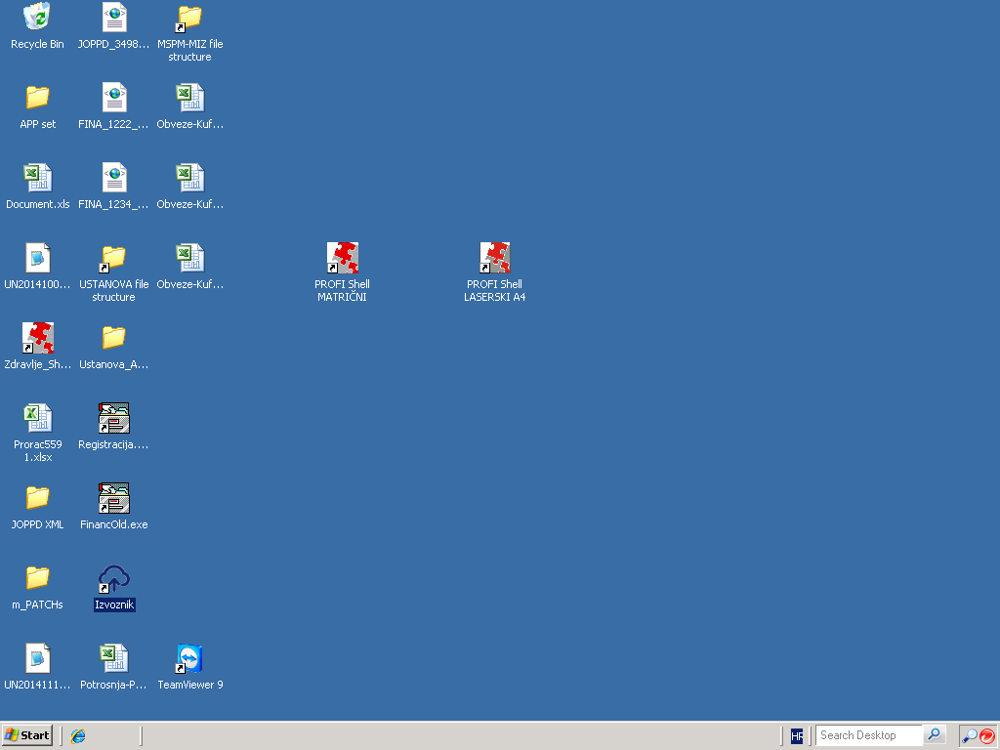 Recycle Bin
JOPPD_3498...
MSPM-MIZ file
structure
APP set
FINA_1222_...
Obveze-Kuf...
Document.xls
FINA_1234_...
Obveze-Kuf...
UN2014100...
USTANOVA file
structure
Obveze-Kuf...
PROFI Shell
MATRIČNI
PROFI Shell
LASERSKI A4
Zdravlje_Sh...
Ustanova_A...
Prorac559
1.xlsx
Registracija....
JOPPD XML
FinancOld.exe
m_PATCHs
Izvoznik
UN2014111...
Potrosnja-P...
TeamViewer 9
Start
HR
Search Desktop